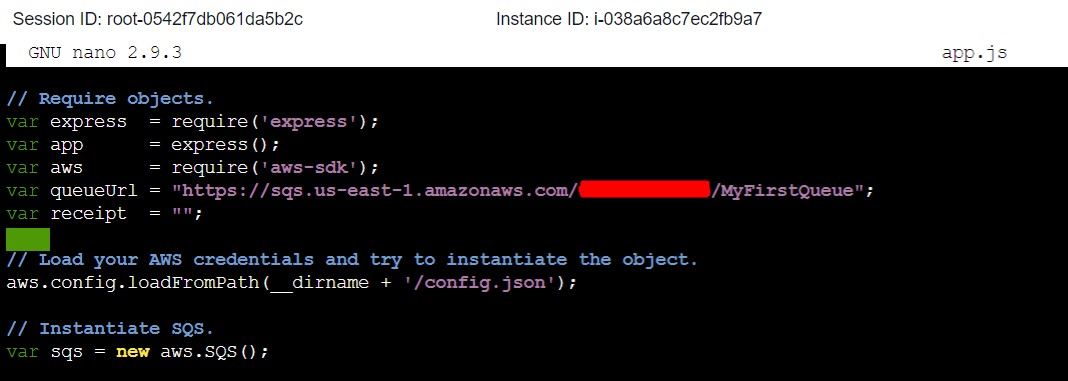 Session ID: root-0542f7db061da5b2c Instance ID: i-038a6a8c7ec2fb9a7
GNU nano 2.9.3 app.js
// Require objects.
var express  = require('express');
var app      = express();
var aws      = require('aws-sdk');
var queueUrl = "https://sqs.us-east-1.amazonaws.com/ /MyFirstQueue";
var receipt  = "";
// Load your AWS credentials and try to instantiate the object.
aws.config.loadFromPath(__dirname + '/config.json');
// Instantiate SQS.
var sqs = new aws.SQS();